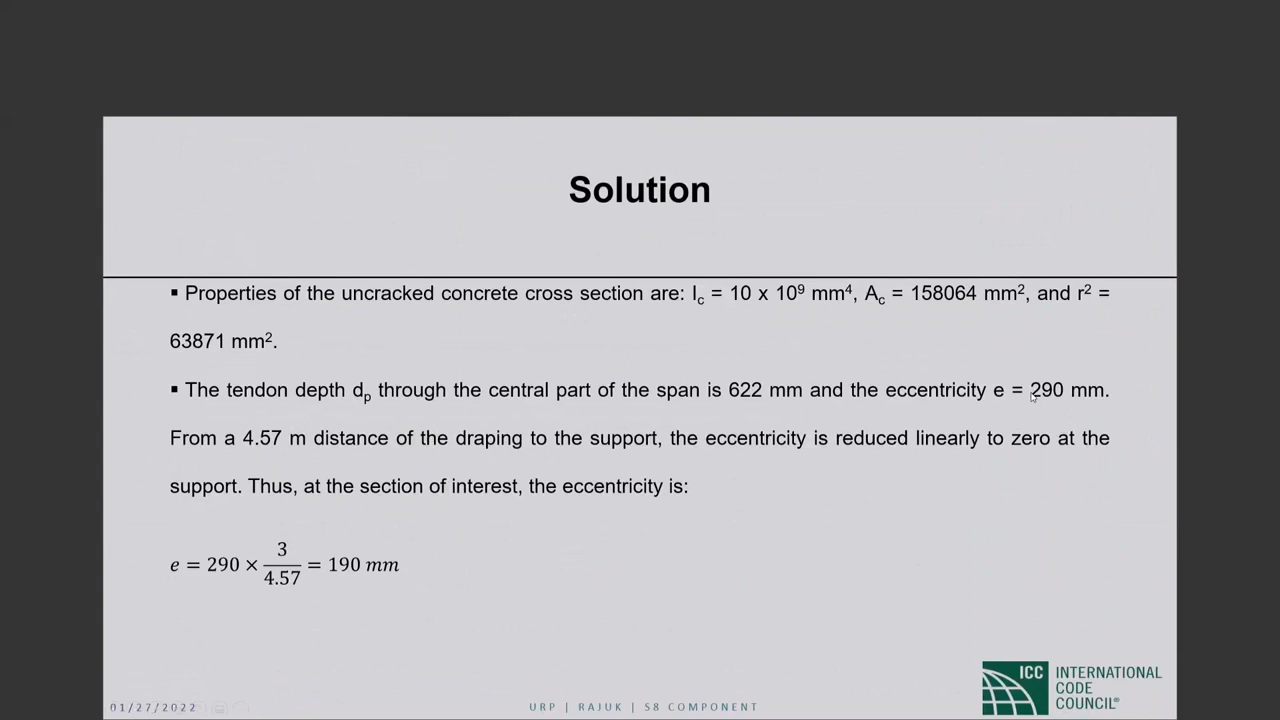 Solution
▪ Properties of the uncracked concrete cross section are: I_c = 10 x 10⁹ mm⁴, A_c = 158064 mm², and r² =
63871 mm².
▪ The tendon depth d_p through the central part of the span is 622 mm and the eccentricity e = 290 mm.
From a 4.57 m distance of the draping to the support, the eccentricity is reduced linearly to zero at the
support. Thus, at the section of interest, the eccentricity is:
e = 290 × 3/4.57 = 190 mm
ICC INTERNATIONAL
CODE
COUNCIL®
01/27/2022
URP | RAJUK | S8 COMPONENT